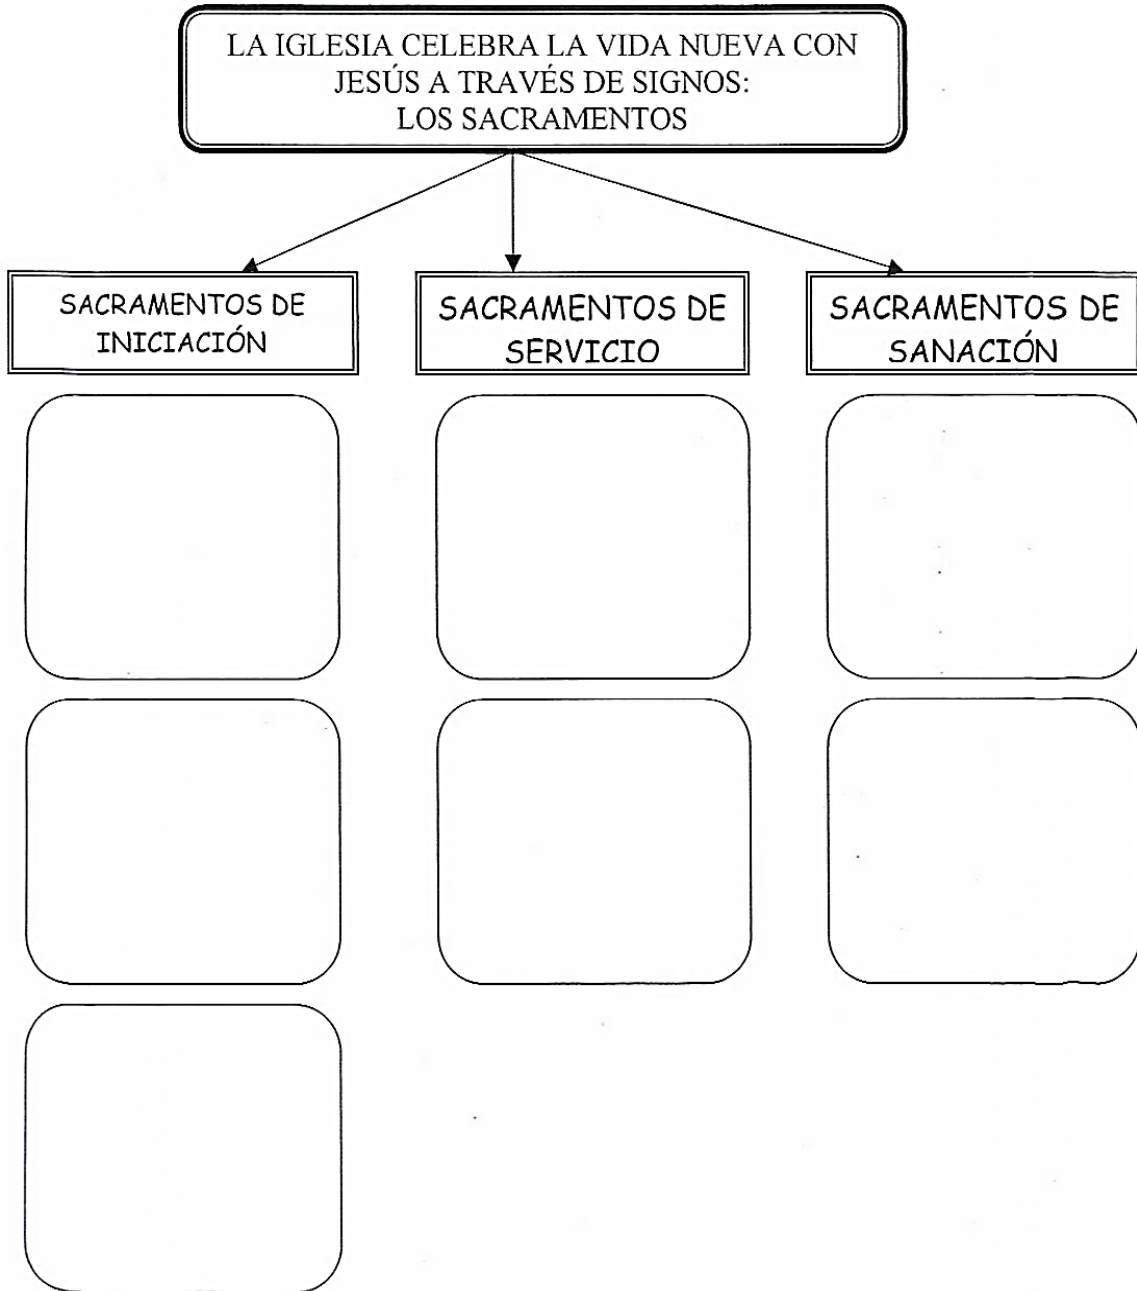 LA IGLESIA CELEBRA LA VIDA NUEVA CON
JESÚS A TRAVÉS DE SIGNOS:
LOS SACRAMENTOS
SACRAMENTOS DE
INICIACIÓN
SACRAMENTOS DE
SERVICIO
SACRAMENTOS DE
SANACIÓN